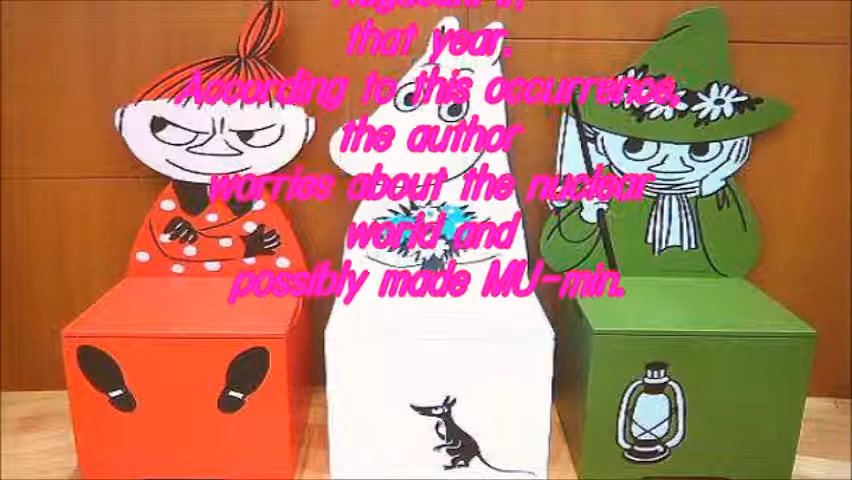 that year.
According to this occurrence,
the author
worries about the nuclear
world and
possibly made MU-min.